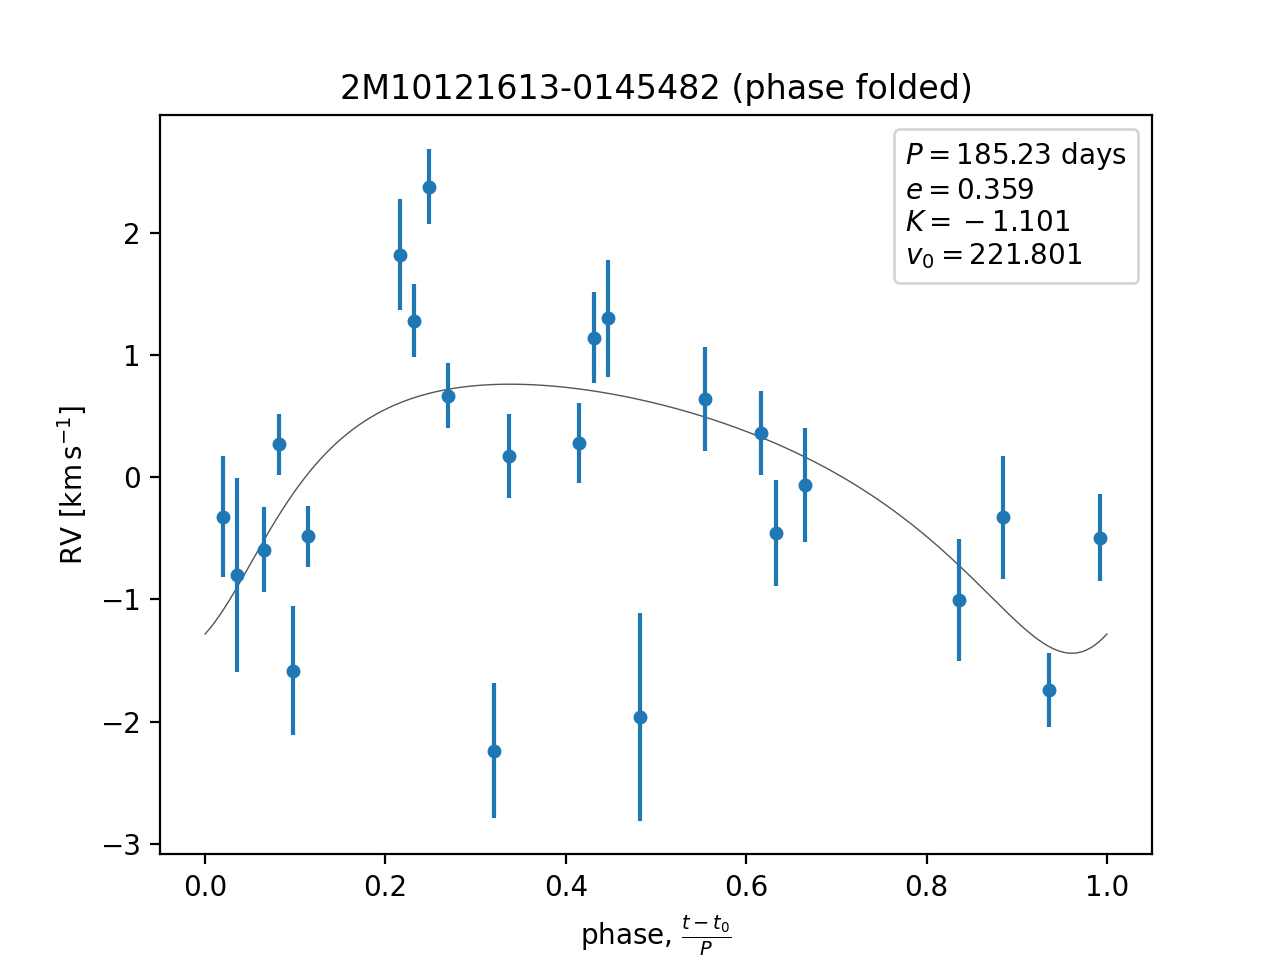 2M10121613-0145482 (phase folded)
P = 185.23 days
e = 0.359
K = −1.101
v₀ = 221.801
2
1
0
−1
−2
−3
RV [km s⁻¹]
0.0 0.2 0.4 0.6 0.8 1.0
phase, (t − t₀)/P